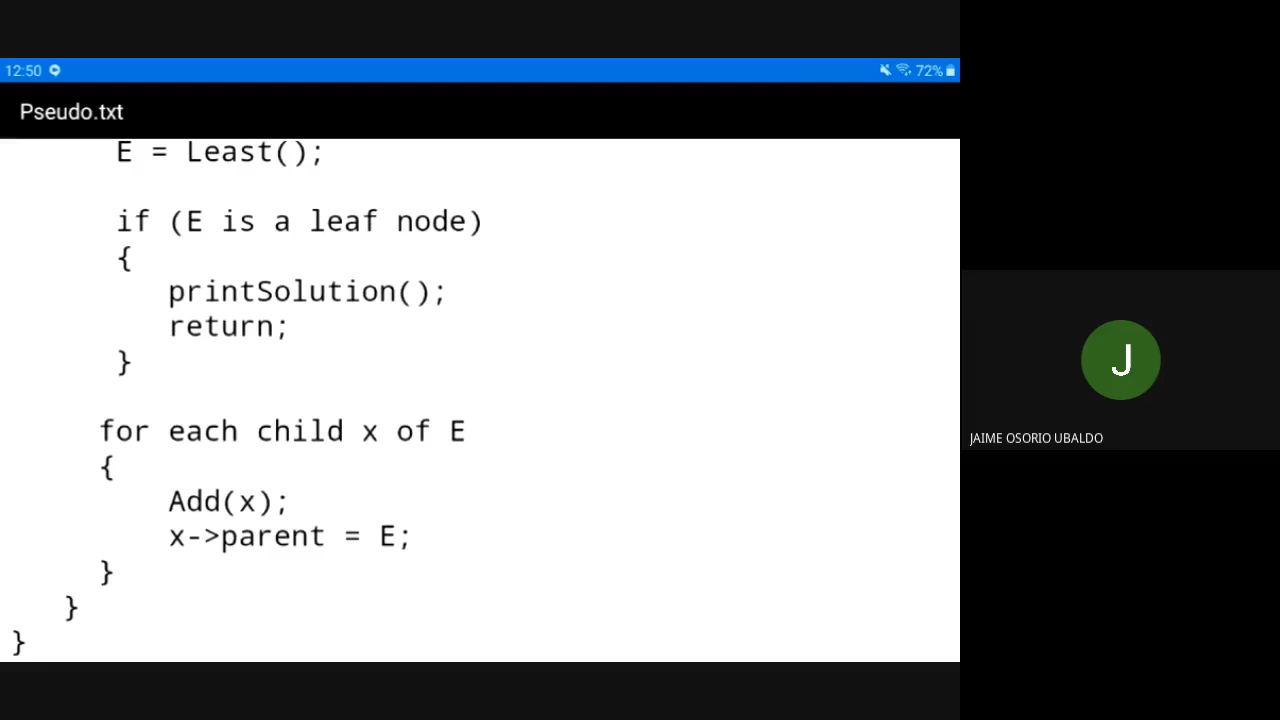 12:50
72%
Pseudo.txt
E = Least();
if (E is a leaf node)
{
printSolution();
return;
}
for each child x of E
{
Add(x);
x->parent = E;
}
}
}
J
JAIME OSORIO UBALDO